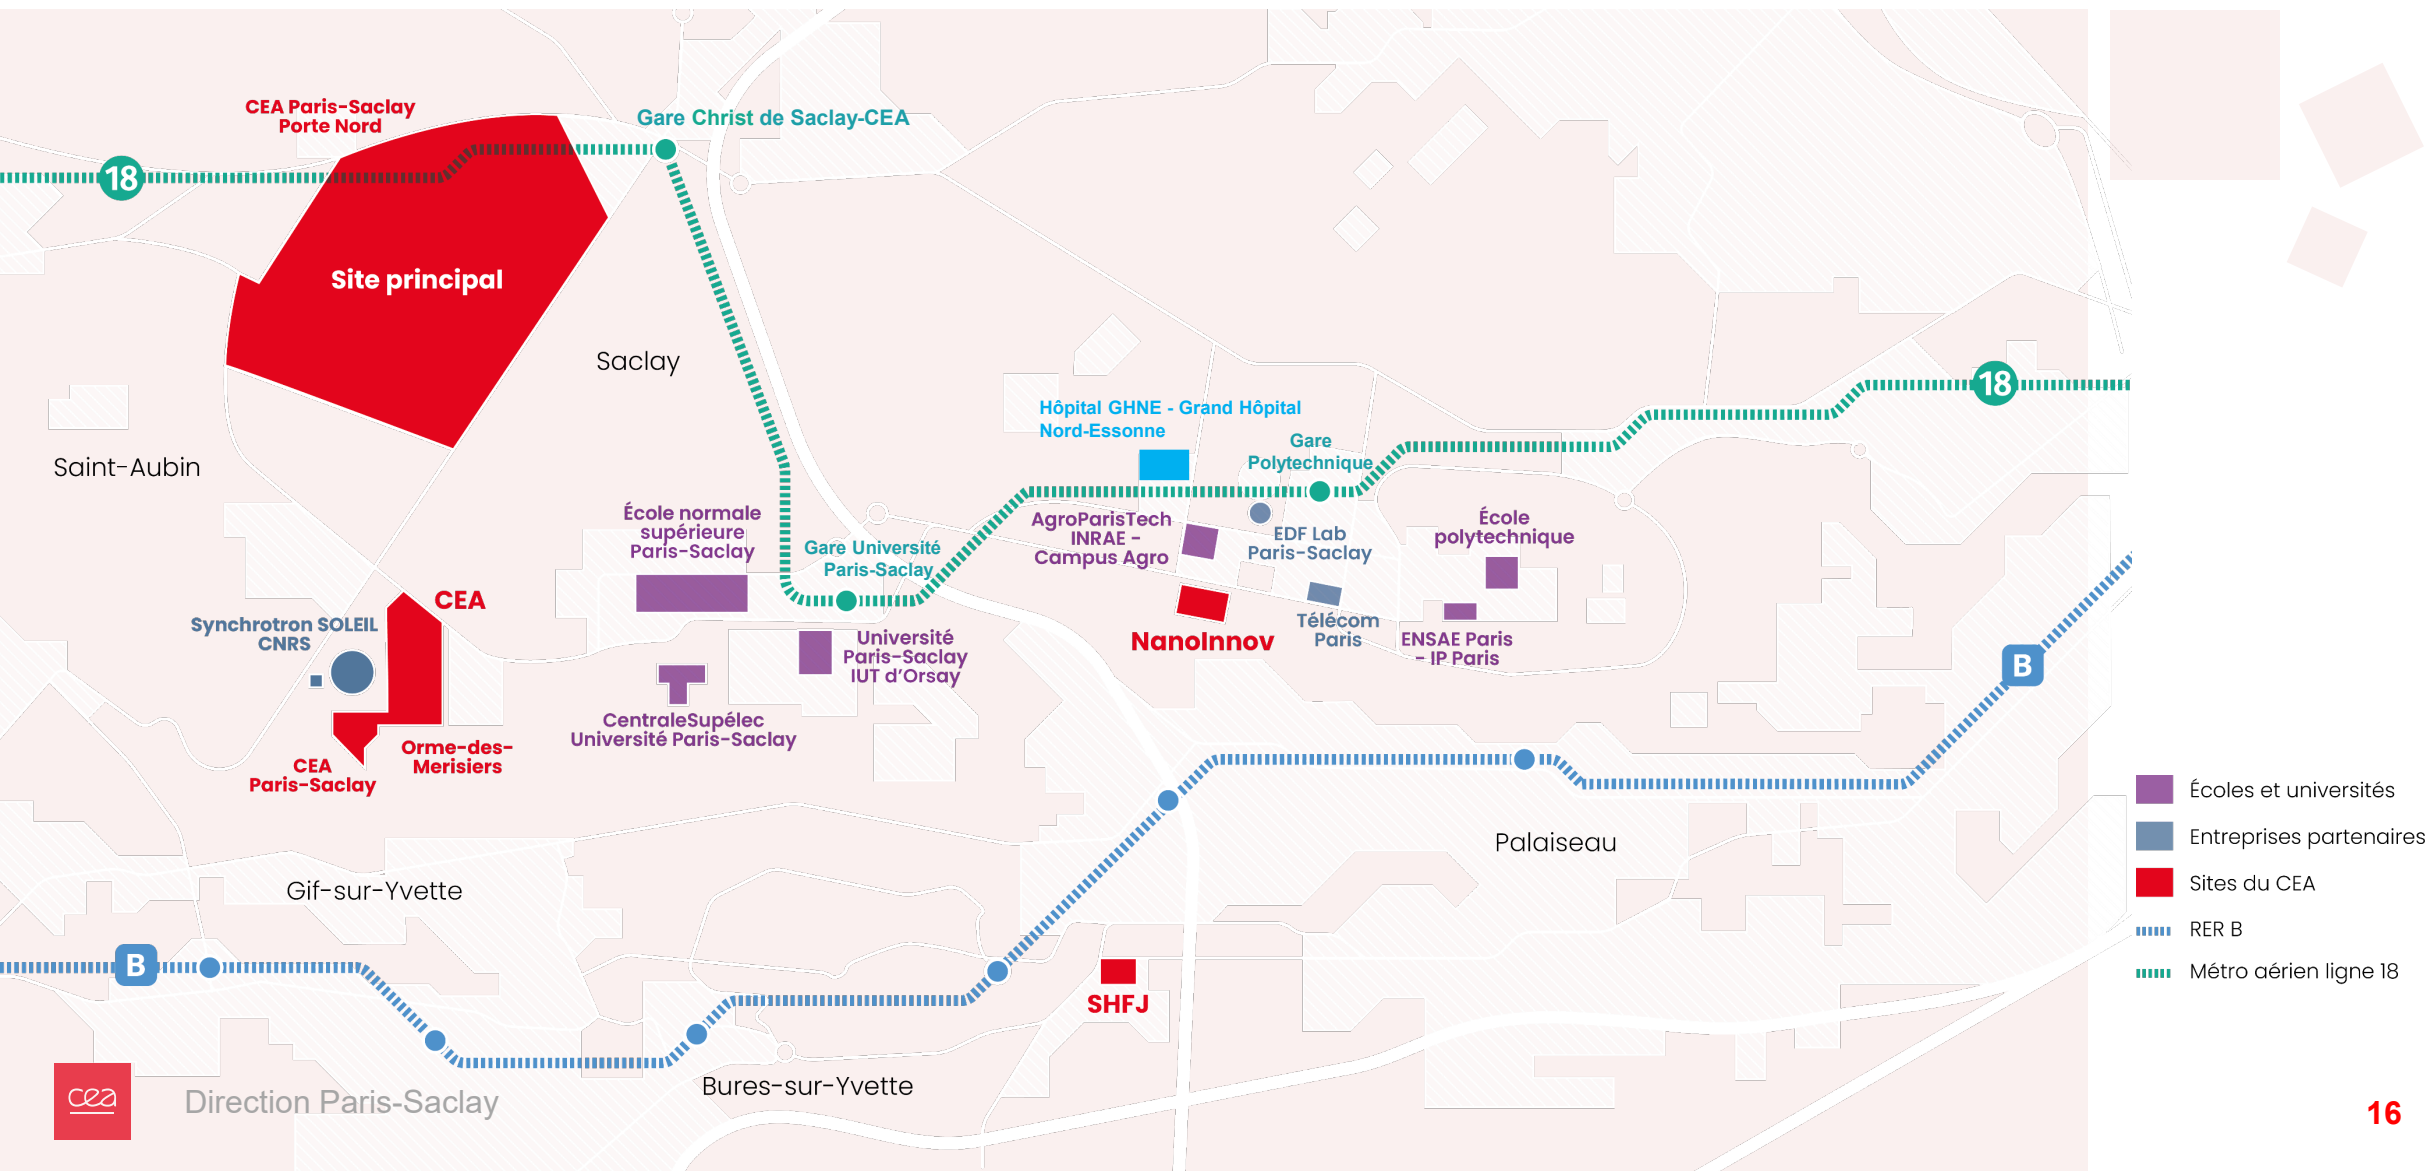 CEA Paris-Saclay
Porte Nord
Gare Christ de Saclay-CEA
18
Site principal
Saclay
18
Hôpital GHNE - Grand Hôpital
Nord-Essonne
Gare
Polytechnique
Saint-Aubin
École normale
supérieure
Paris-Saclay
Gare Université
Paris-Saclay
AgroParisTech
INRAE -
Campus Agro
EDF Lab
Paris-Saclay
École
polytechnique
CEA
Synchrotron SOLEIL
CNRS
NanoInnov
Télécom
Paris
ENSAE Paris
- IP Paris
Université
Paris-Saclay
IUT d'Orsay
B
CentraleSupélec
Université Paris-Saclay
Orme-des-
Merisiers
CEA
Paris-Saclay
Palaiseau
Gif-sur-Yvette
B
SHFJ
Bures-sur-Yvette
Écoles et universités
Entreprises partenaires
Sites du CEA
RER B
Métro aérien ligne 18
cea
Direction Paris-Saclay
16